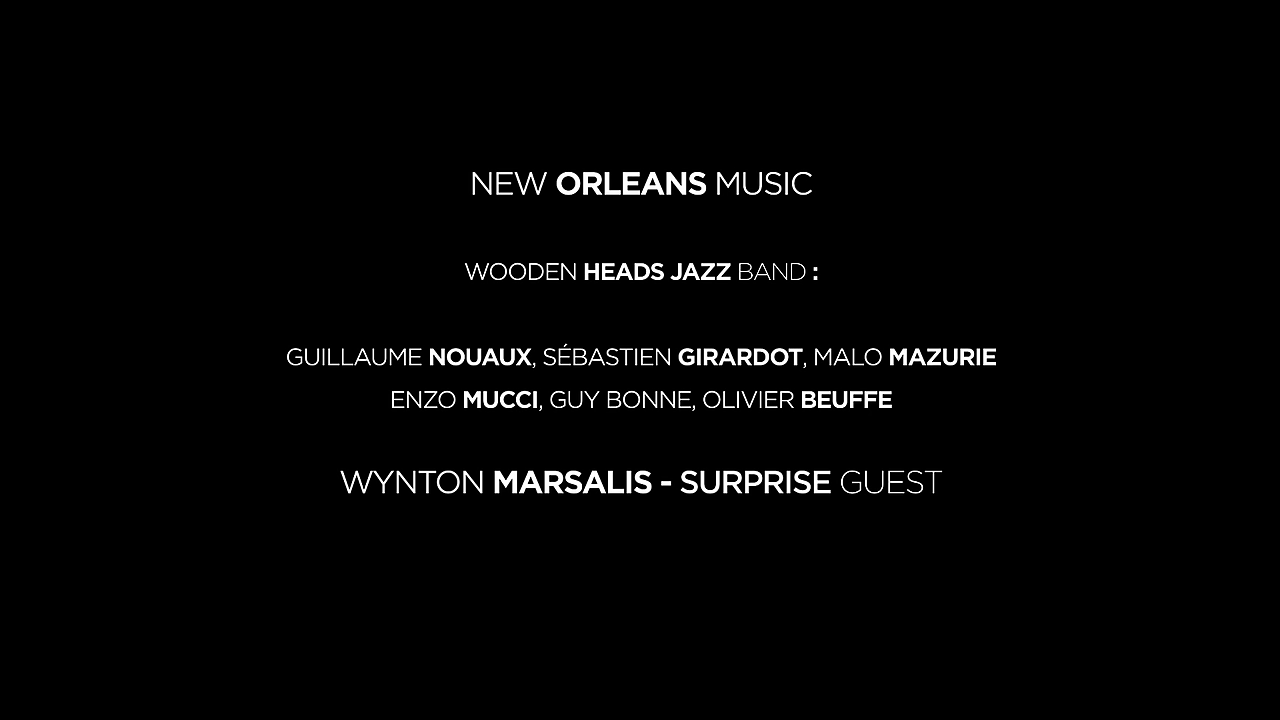 NEW ORLEANS MUSIC
WOODEN HEADS JAZZ BAND :
GUILLAUME NOUAUX, SÉBASTIEN GIRARDOT, MALO MAZURIE
ENZO MUCCI, GUY BONNE, OLIVIER BEUFFE
WYNTON MARSALIS - SURPRISE GUEST